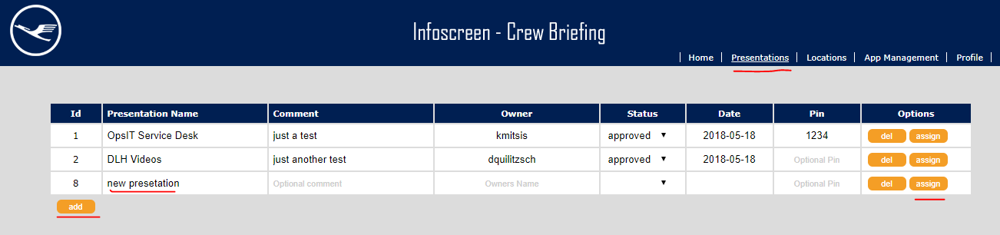 Infoscreen - Crew Briefing
Home Presentations Locations App Management Profile
Id Presentation Name Comment Owner Status Date Pin Options
1 OpsIT Service Desk just a test kmitsis approved 2018-05-18 1234 del assign
2 DLH Videos just another test dquilitzsch approved 2018-05-18 Optional Pin del assign
8 new presetation Optional comment Owners Name Optional Pin del assign
add